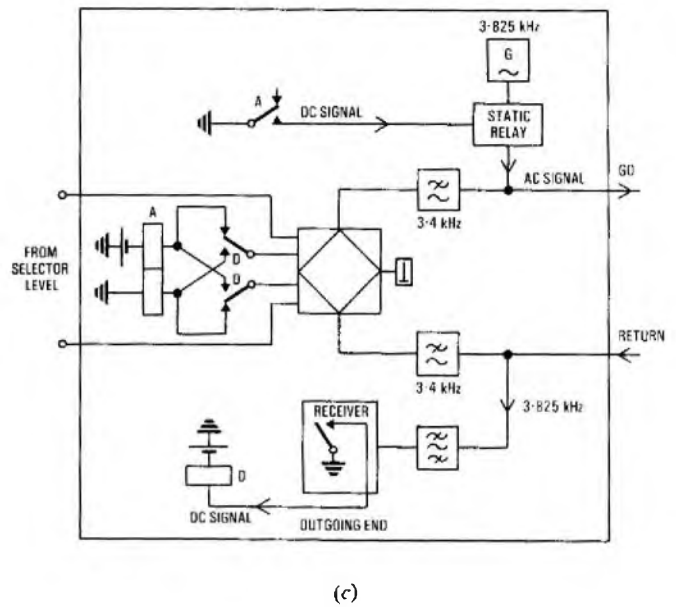 3·825 kHz
G
A
DC SIGNAL
STATIC
RELAY
AC SIGNAL
GO
3·4 kHz
A
D
D
FROM
SELECTOR
LEVEL
RETURN
3·4 kHz
3·825 kHz
RECEIVER
D
DC SIGNAL
OUTGOING END
(c)